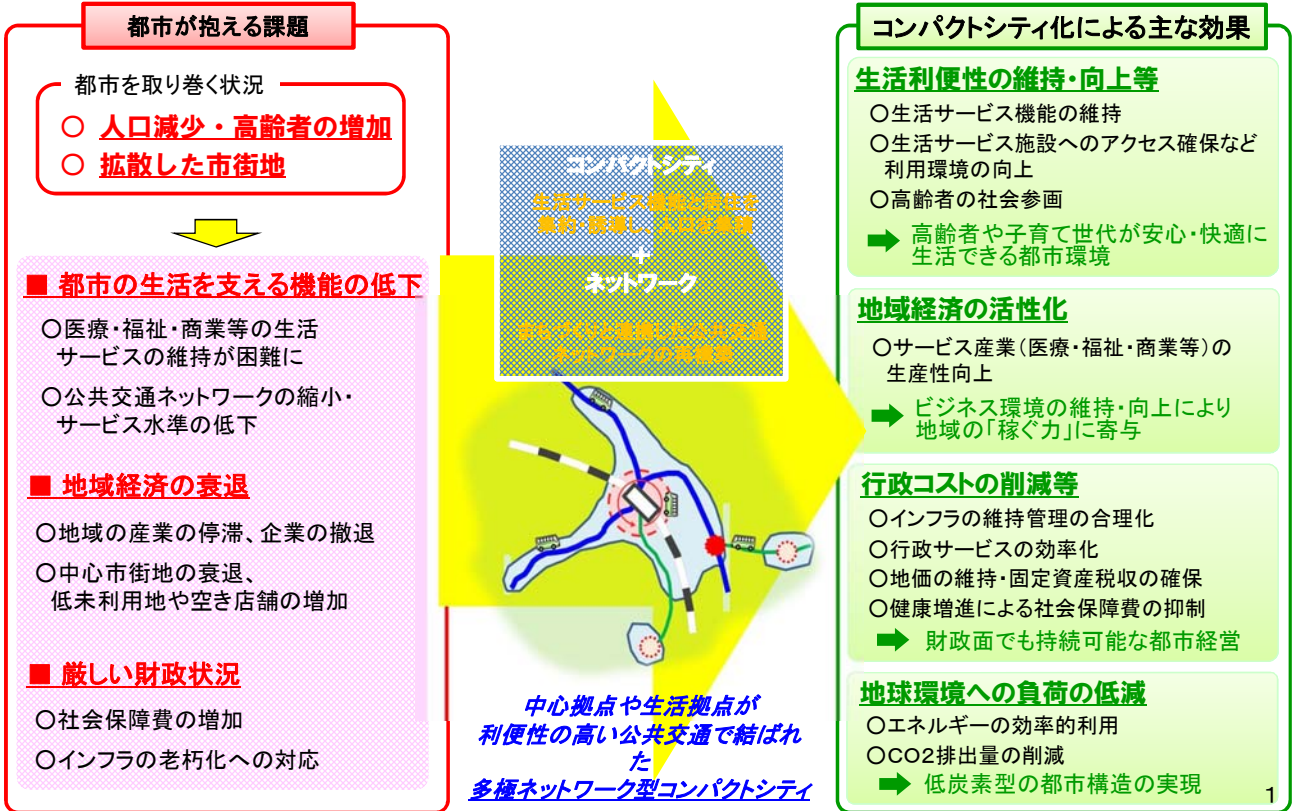 都市が抱える課題
都市を取り巻く状況
○ 人口減少・高齢者の増加
○ 拡散した市街地
■ 都市の生活を支える機能の低下
○医療・福祉・商業等の生活
サービスの維持が困難に
○公共交通ネットワークの縮小・
サービス水準の低下
■ 地域経済の衰退
○地域の産業の停滞、企業の撤退
○中心市街地の衰退、
低未利用地や空き店舗の増加
■ 厳しい財政状況
○社会保障費の増加
○インフラの老朽化への対応
コンパクトシティ
生活サービス機能と居住を
集約・誘導し、人口を集積
+
ネットワーク
まちづくりと連携した公共交通
ネットワークの再構築
中心拠点や生活拠点が
利便性の高い公共交通で結ばれ
た
多極ネットワーク型コンパクトシティ
コンパクトシティ化による主な効果
生活利便性の維持・向上等
○生活サービス機能の維持
○生活サービス施設へのアクセス確保など
利用環境の向上
○高齢者の社会参画
➡ 高齢者や子育て世代が安心・快適に
生活できる都市環境
地域経済の活性化
○サービス産業(医療・福祉・商業等)の
生産性向上
➡ ビジネス環境の維持・向上により
地域の「稼ぐ力」に寄与
行政コストの削減等
○インフラの維持管理の合理化
○行政サービスの効率化
○地価の維持・固定資産税収の確保
○健康増進による社会保障費の抑制
➡ 財政面でも持続可能な都市経営
地球環境への負荷の低減
○エネルギーの効率的利用
○CO2排出量の削減
➡ 低炭素型の都市構造の実現
1